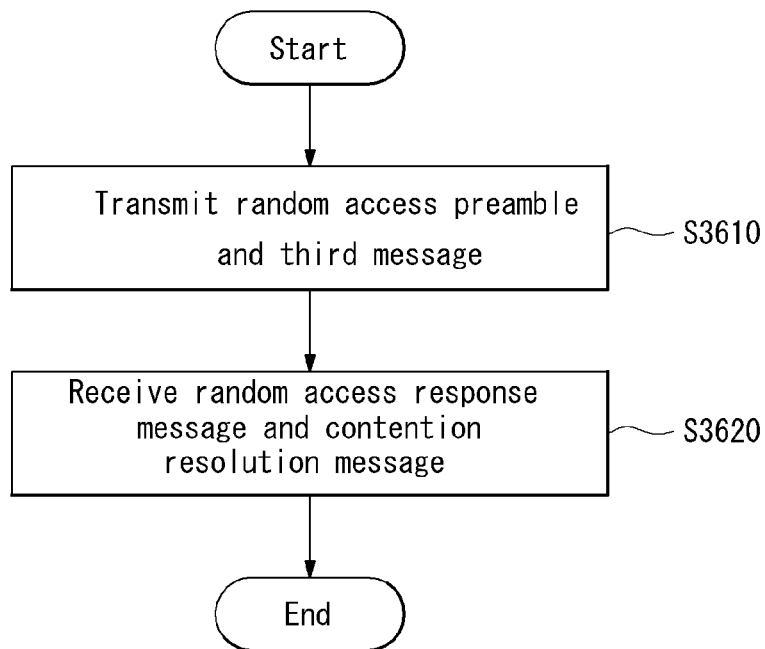 Start
Transmit random access preamble
and third message
S3610
Receive random access response
message and contention
resolution message
S3620
End